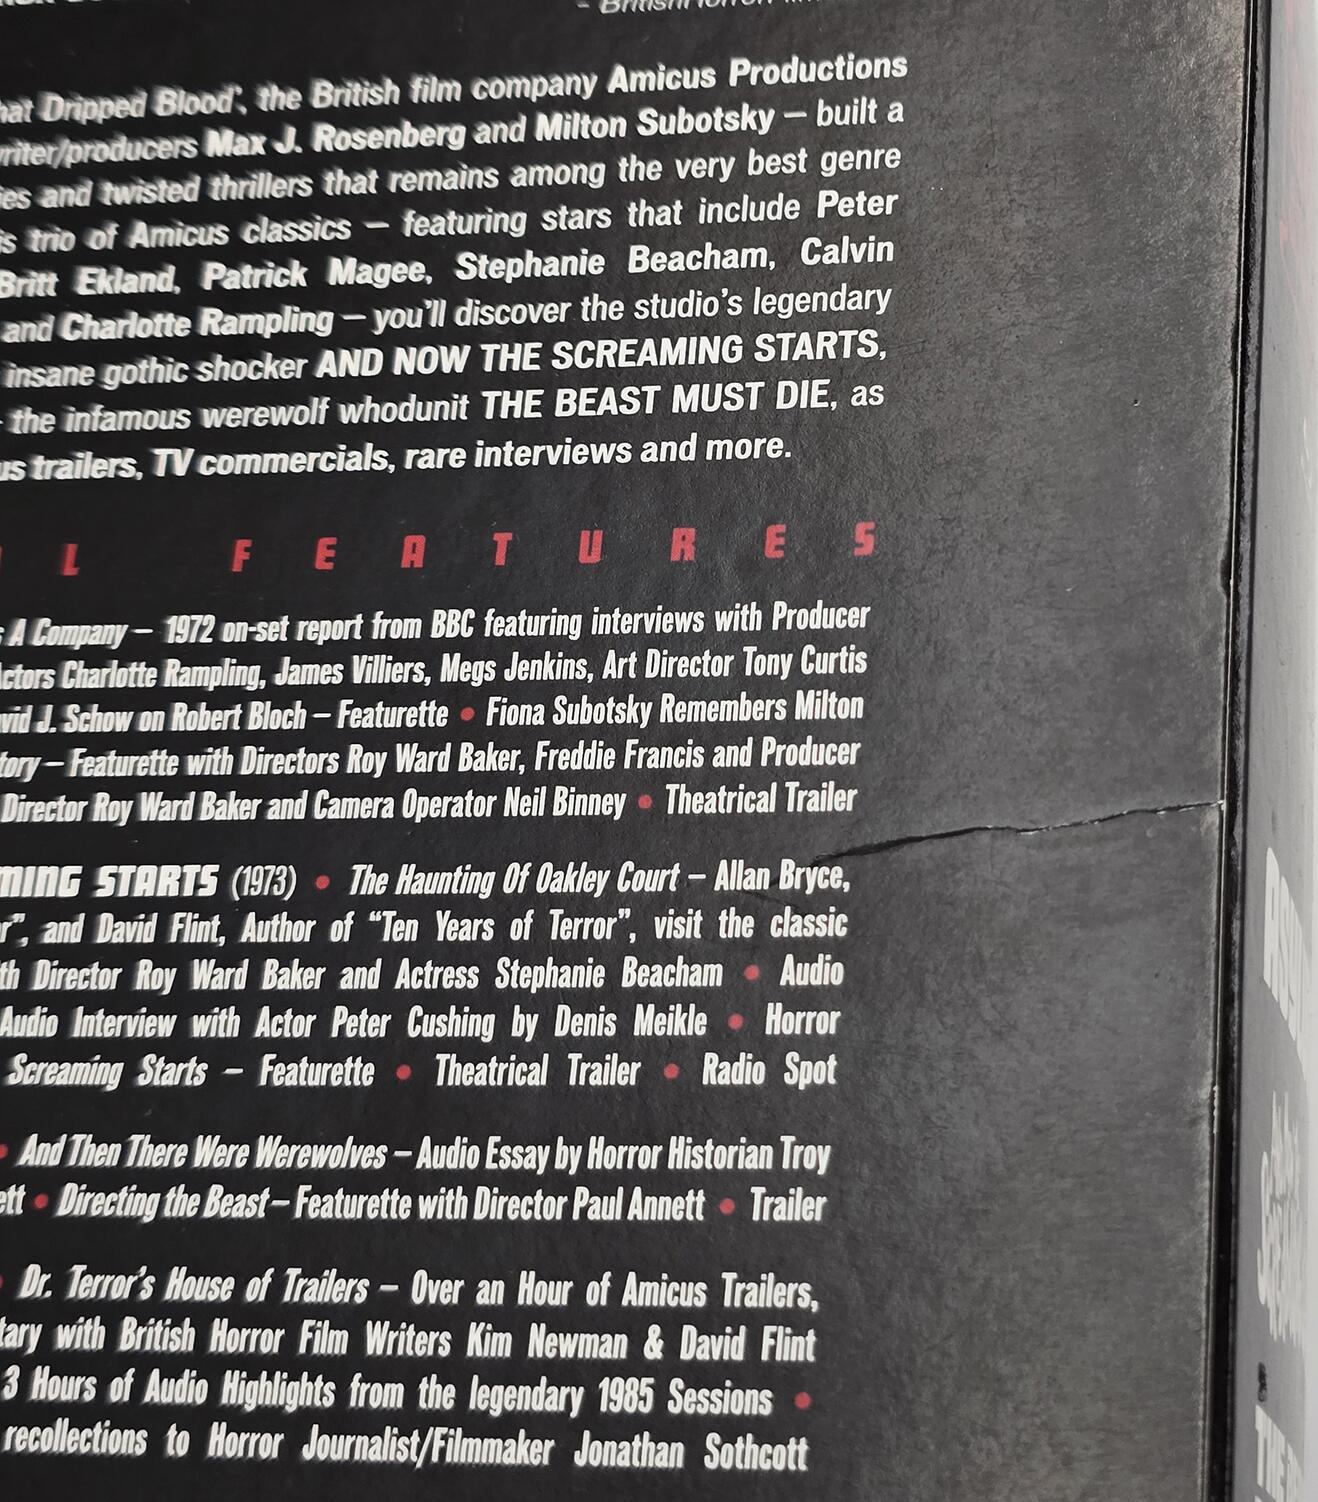 hat Dripped Blood', the British film company Amicus Productions
riter/producers Max J. Rosenberg and Milton Subotsky – built a
ies and twisted thrillers that remains among the very best genre
is trio of Amicus classics – featuring stars that include Peter
Britt Ekland, Patrick Magee, Stephanie Beacham, Calvin
and Charlotte Rampling – you'll discover the studio's legendary
insane gothic shocker AND NOW THE SCREAMING STARTS,
the infamous werewolf whodunit THE BEAST MUST DIE, as
us trailers, TV commercials, rare interviews and more.
L FEATURES
A Company – 1972 on-set report from BBC featuring interviews with Producer
ctors Charlotte Rampling, James Villiers, Megs Jenkins, Art Director Tony Curtis
vid J. Schow on Robert Bloch – Featurette • Fiona Subotsky Remembers Milton
tory – Featurette with Directors Roy Ward Baker, Freddie Francis and Producer
Director Roy Ward Baker and Camera Operator Neil Binney • Theatrical Trailer
MING STARTS (1973) • The Haunting Of Oakley Court – Allan Bryce,
r", and David Flint, Author of "Ten Years of Terror", visit the classic
th Director Roy Ward Baker and Actress Stephanie Beacham • Audio
Audio Interview with Actor Peter Cushing by Denis Meikle • Horror
Screaming Starts – Featurette • Theatrical Trailer • Radio Spot
• And Then There Were Werewolves – Audio Essay by Horror Historian Troy
ett • Directing the Beast – Featurette with Director Paul Annett • Trailer
Dr. Terror's House of Trailers – Over an Hour of Amicus Trailers,
tary with British Horror Film Writers Kim Newman & David Flint
3 Hours of Audio Highlights from the legendary 1985 Sessions •
recollections to Horror Journalist/Filmmaker Jonathan Sothcott